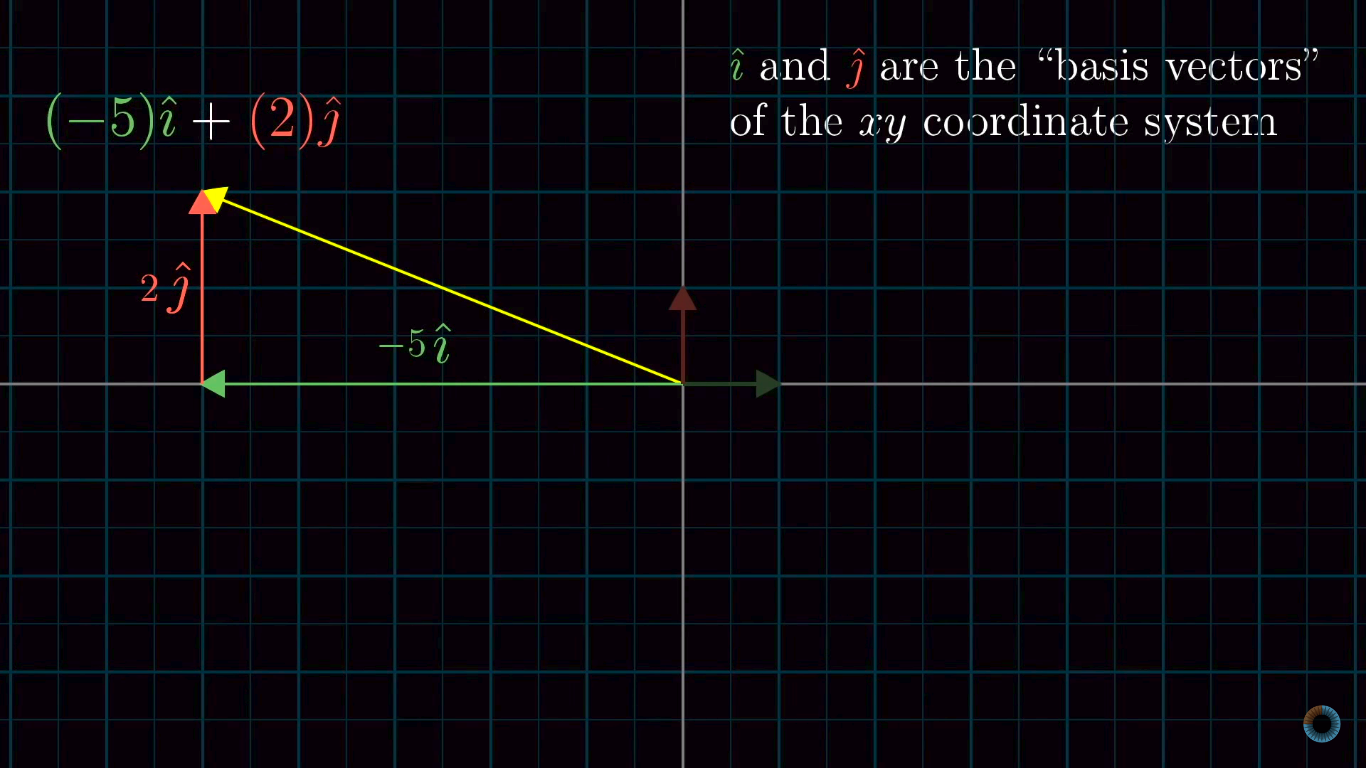 î and ĵ are the “basis vectors”
of the xy coordinate system
(−5)î + (2)ĵ
2 ĵ
−5 î